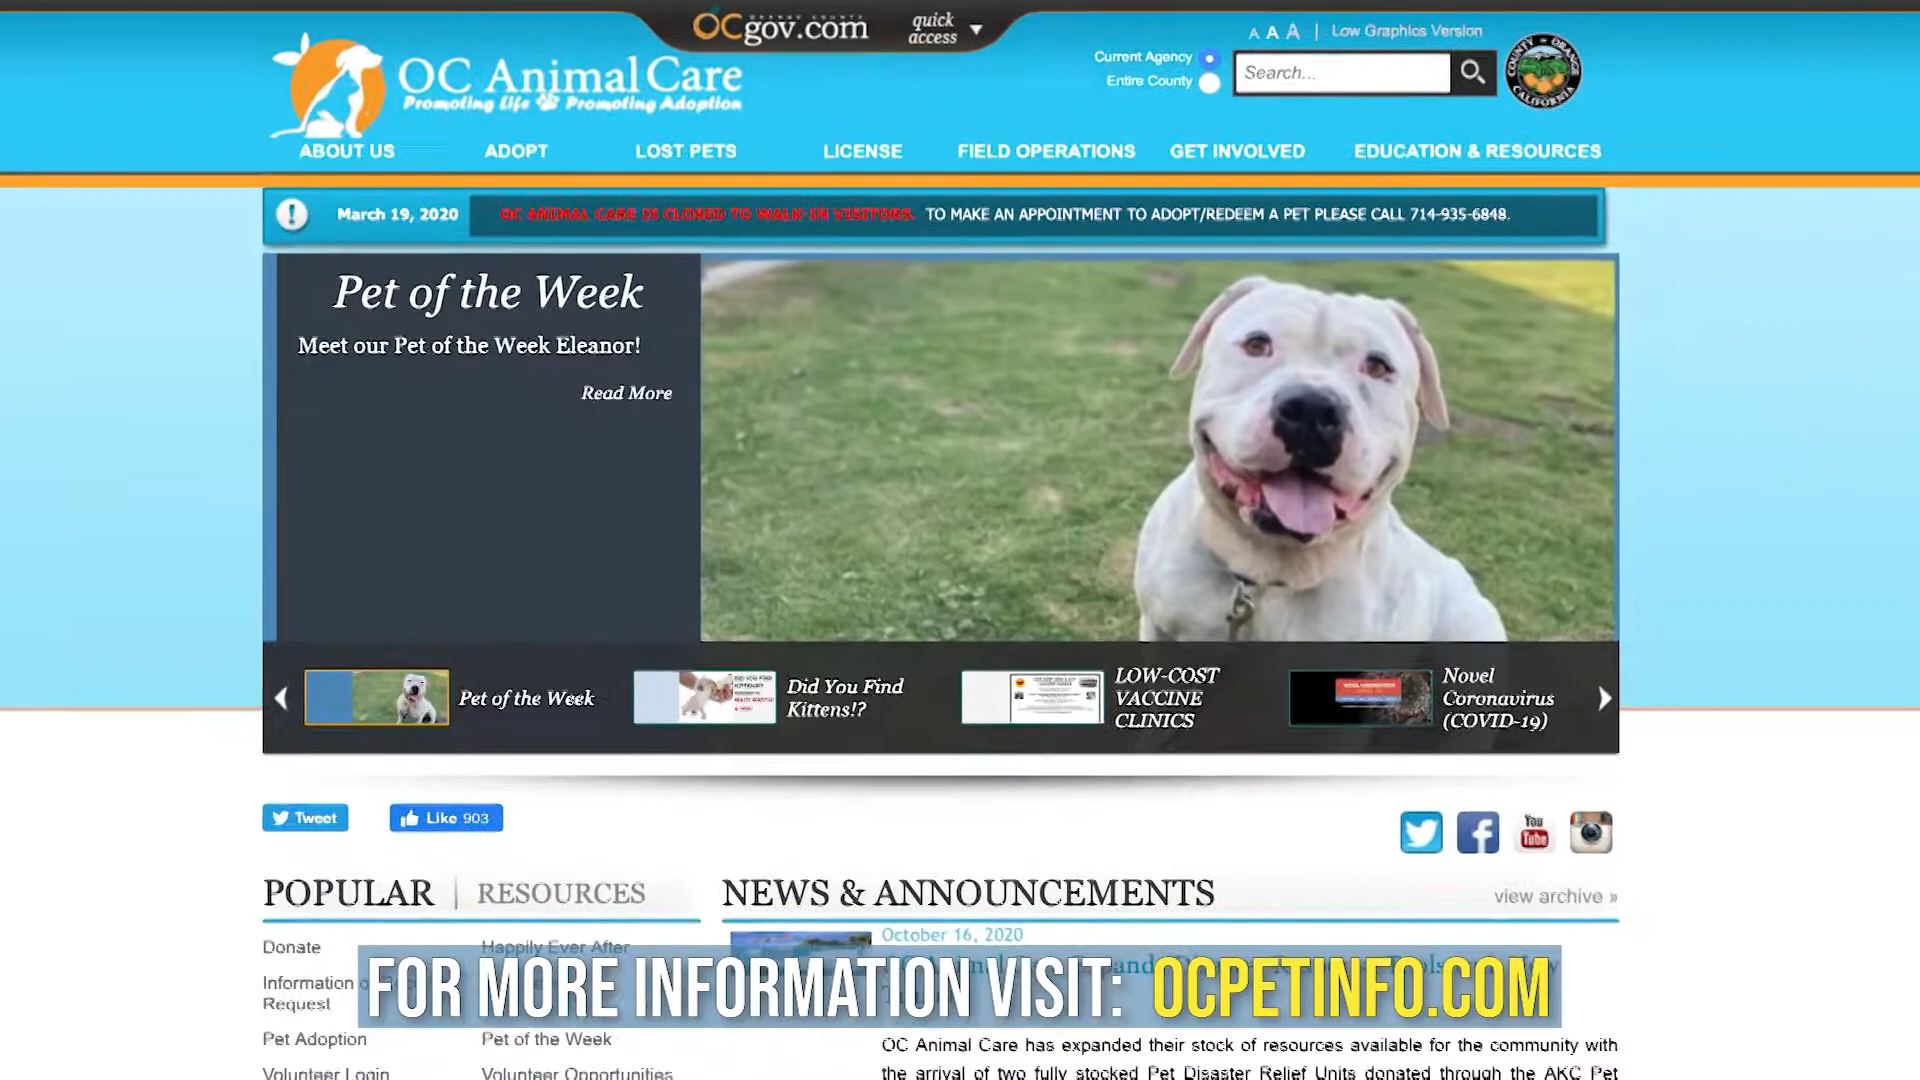 OCgov.com
quick access
A A A | Low Graphics Version
Current Agency
Entire County
Search...
COUNTY OF ORANGE CALIFORNIA
OC Animal Care
Promoting Life Promoting Adoption
ABOUT US ADOPT LOST PETS LICENSE FIELD OPERATIONS GET INVOLVED EDUCATION & RESOURCES
March 19, 2020 OC ANIMAL CARE IS CLOSED TO WALK-IN VISITORS. TO MAKE AN APPOINTMENT TO ADOPT/REDEEM A PET PLEASE CALL 714-935-6848.
Pet of the Week
Meet our Pet of the Week Eleanor!
Read More
Pet of the Week
Did You Find
Kittens!?
LOW-COST
VACCINE
CLINICS
Novel
Coronavirus
(COVID-19)
Tweet
Like 903
You
Tube
POPULAR | RESOURCES
NEWS & ANNOUNCEMENTS
view archive »
Donate
Happily Ever After
Information
Request
Pet Adoption
Pet of the Week
Volunteer Login
Volunteer Opportunities
October 16, 2020
FOR MORE INFORMATION VISIT: OCPETINFO.COM
OC Animal Care has expanded their stock of resources available for the community with
the arrival of two fully stocked Pet Disaster Relief Units donated through the AKC Pet